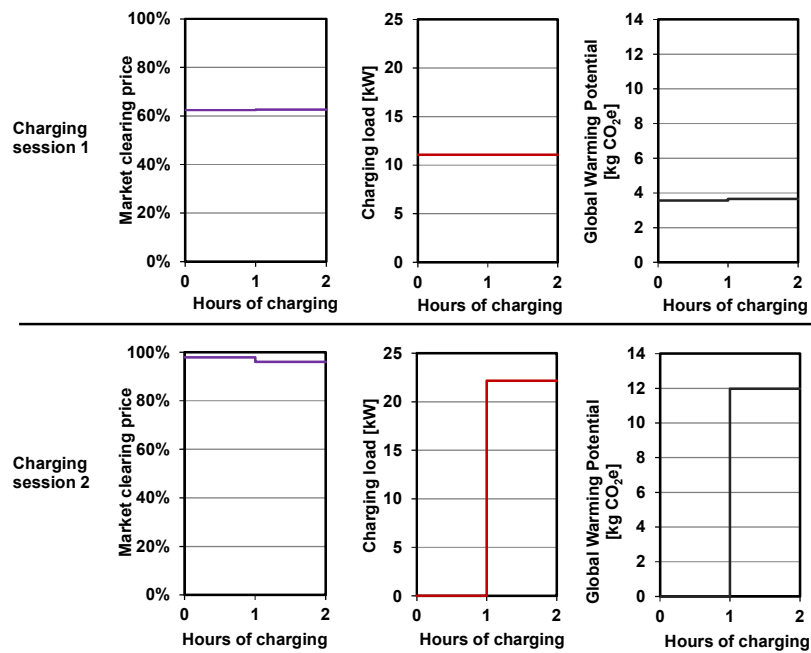 Charging
session 1
Market clearing price
100%
80%
60%
40%
20%
0%
0 1 2
Hours of charging
Charging load [kW]
25
20
15
10
5
0
0 1 2
Hours of charging
Global Warming Potential
[kg CO₂e]
14
12
10
8
6
4
2
0
0 1 2
Hours of charging
Charging
session 2
Market clearing price
100%
80%
60%
40%
20%
0%
0 1 2
Hours of charging
Charging load [kW]
25
20
15
10
5
0
0 1 2
Hours of charging
Global Warming Potential
[kg CO₂e]
14
12
10
8
6
4
2
0
0 1 2
Hours of charging